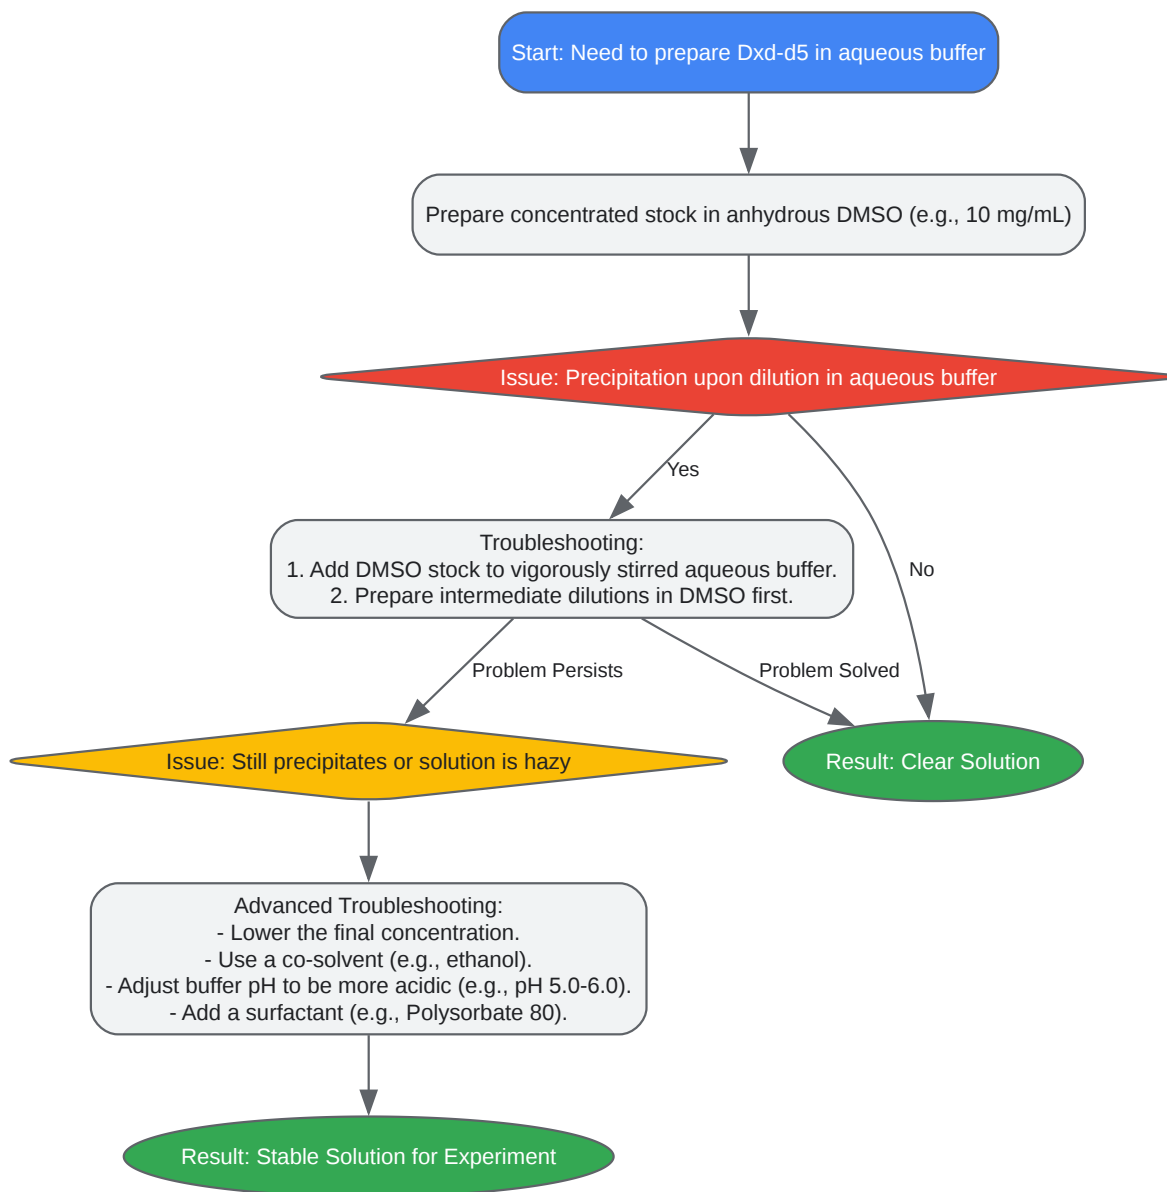 Start: Need to prepare Dxd-d5 in aqueous buffer
Prepare concentrated stock in anhydrous DMSO (e.g., 10 mg/mL)
Issue: Precipitation upon dilution in aqueous buffer
Yes
Troubleshooting:
1. Add DMSO stock to vigorously stirred aqueous buffer.
2. Prepare intermediate dilutions in DMSO first.
No
Problem Persists
Problem Solved
Issue: Still precipitates or solution is hazy
Result: Clear Solution
Advanced Troubleshooting:
- Lower the final concentration.
- Use a co-solvent (e.g., ethanol).
- Adjust buffer pH to be more acidic (e.g., pH 5.0-6.0).
- Add a surfactant (e.g., Polysorbate 80).
Result: Stable Solution for Experiment